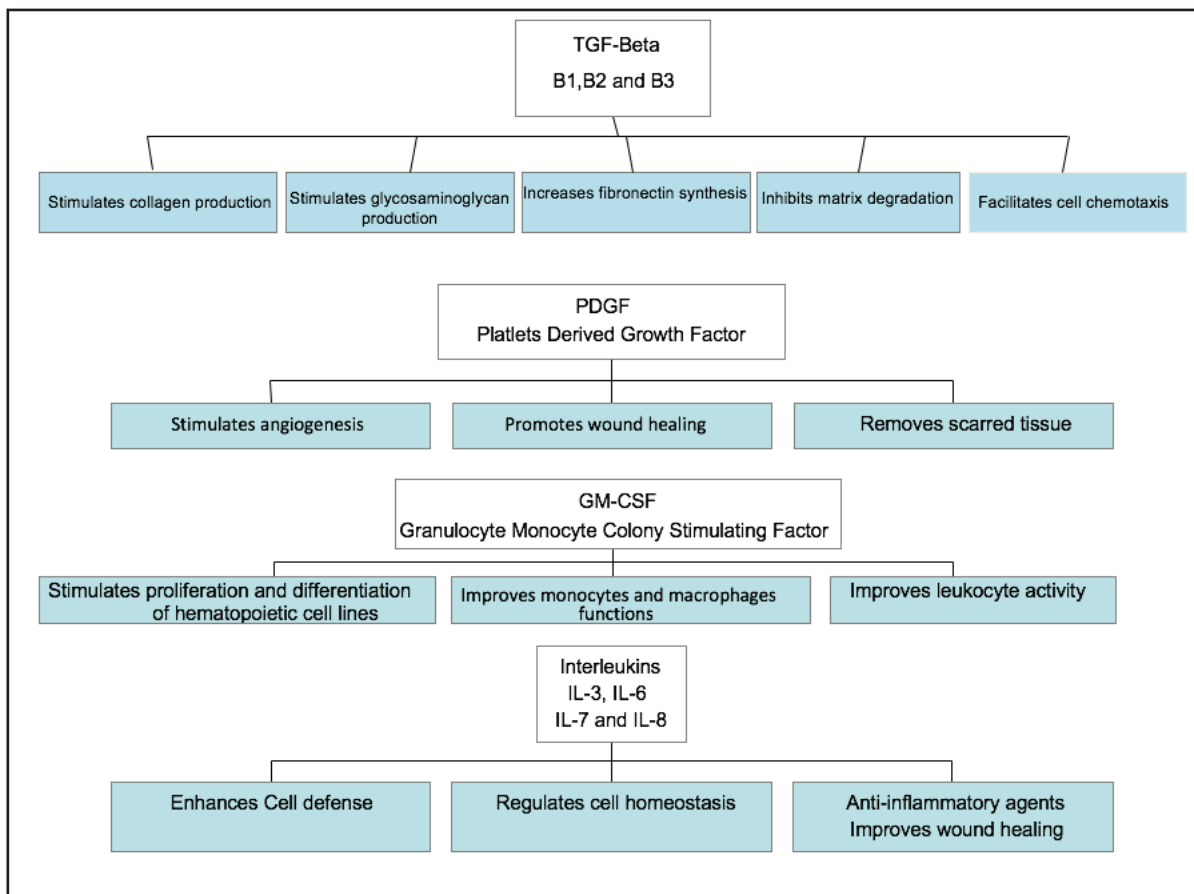 TGF-Beta
B1,B2 and B3
Stimulates collagen production
Stimulates glycosaminoglycan
production
Increases fibronectin synthesis
Inhibits matrix degradation
Facilitates cell chemotaxis
PDGF
Platlets Derived Growth Factor
Stimulates angiogenesis
Promotes wound healing
Removes scarred tissue
GM-CSF
Granulocyte Monocyte Colony Stimulating Factor
Stimulates proliferation and differentiation
of hematopoietic cell lines
Improves monocytes and macrophages
functions
Improves leukocyte activity
Interleukins
IL-3, IL-6
IL-7 and IL-8
Enhances Cell defense
Regulates cell homeostasis
Anti-inflammatory agents
Improves wound healing